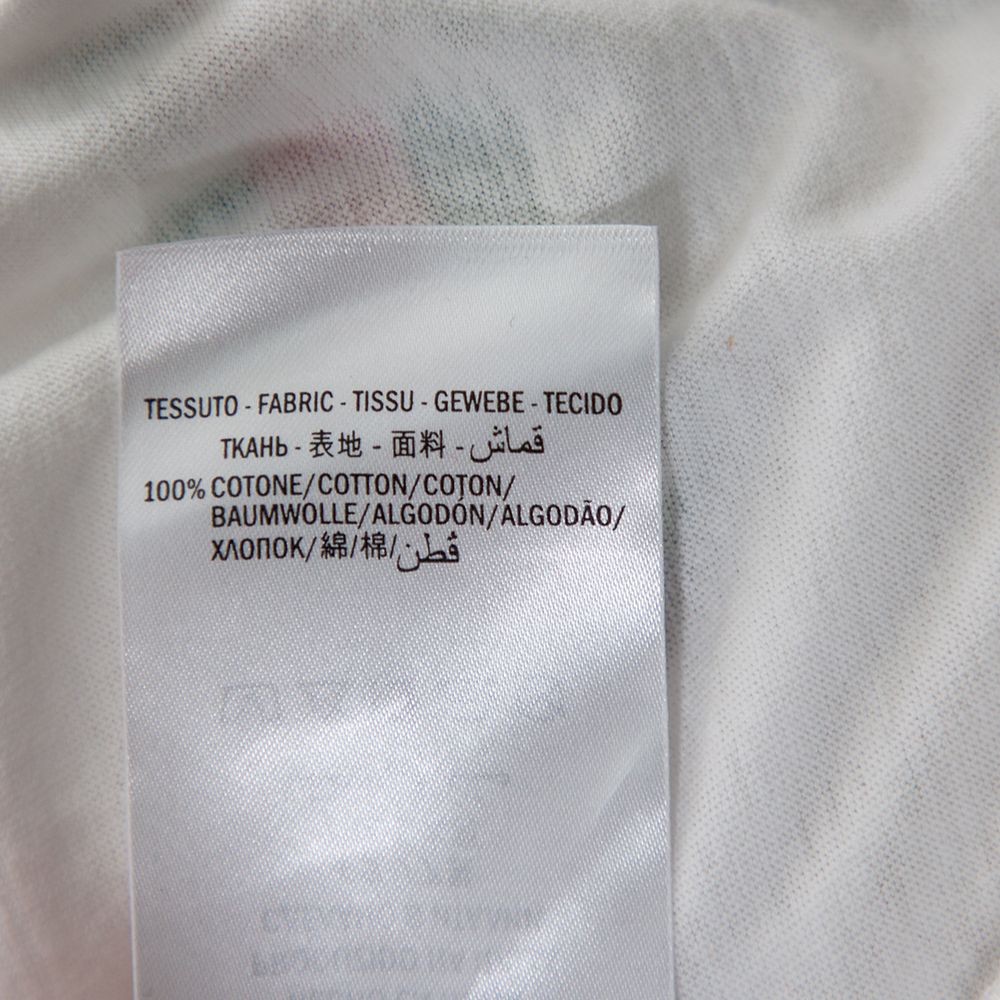 TESSUTO - FABRIC - TISSU - GEWEBE - TECIDO
ТКАНЬ - 表地 - 面料 - قماش
100% COTONE/COTTON/COTON/
BAUMWOLLE/ALGODÓN/ALGODÃO/
ХЛОПОК/綿/棉/قطن